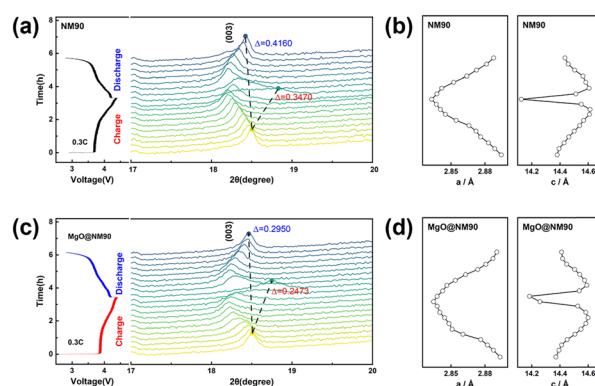 (a)
NM90
(003)
Δ=0.4160
Δ=0.3470
Discharge
Charge
0.3C
Time(h)
8
6
4
2
0
3 4
Voltage(V)
17 18 19 20
2θ(degree)
(b)
NM90
NM90
2.85 2.88
a / Å
14.2 14.4 14.6
c / Å
(c)
MgO@NM90
(003)
Δ=0.2950
Δ=0.2473
Discharge
Charge
0.3C
Time(h)
8
6
4
2
0
3 4
Voltage(V)
17 18 19 20
2θ(degree)
(d)
MgO@NM90
MgO@NM90
2.85 2.88
a / Å
14.2 14.4 14.6
c / Å